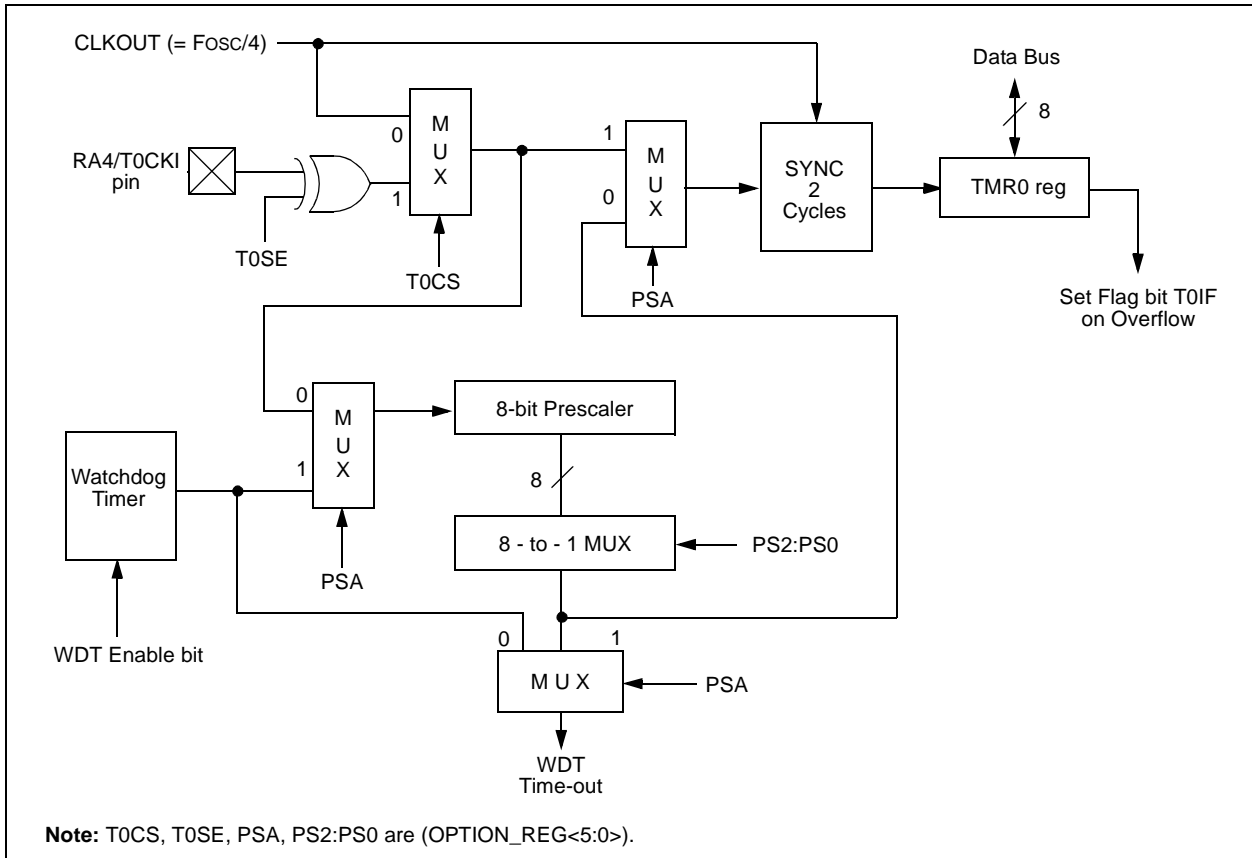 CLKOUT (= FOSC/4)
Data Bus
8
M
U
X
0
1
RA4/T0CKI
pin
T0SE
T0CS
1
0
M
U
X
PSA
SYNC
2
Cycles
TMR0 reg
Set Flag bit T0IF
on Overflow
0
1
M
U
X
PSA
8-bit Prescaler
8
Watchdog
Timer
WDT Enable bit
8 - to - 1 MUX
PS2:PS0
0
1
M U X
PSA
WDT
Time-out
Note: T0CS, T0SE, PSA, PS2:PS0 are (OPTION_REG<5:0>).